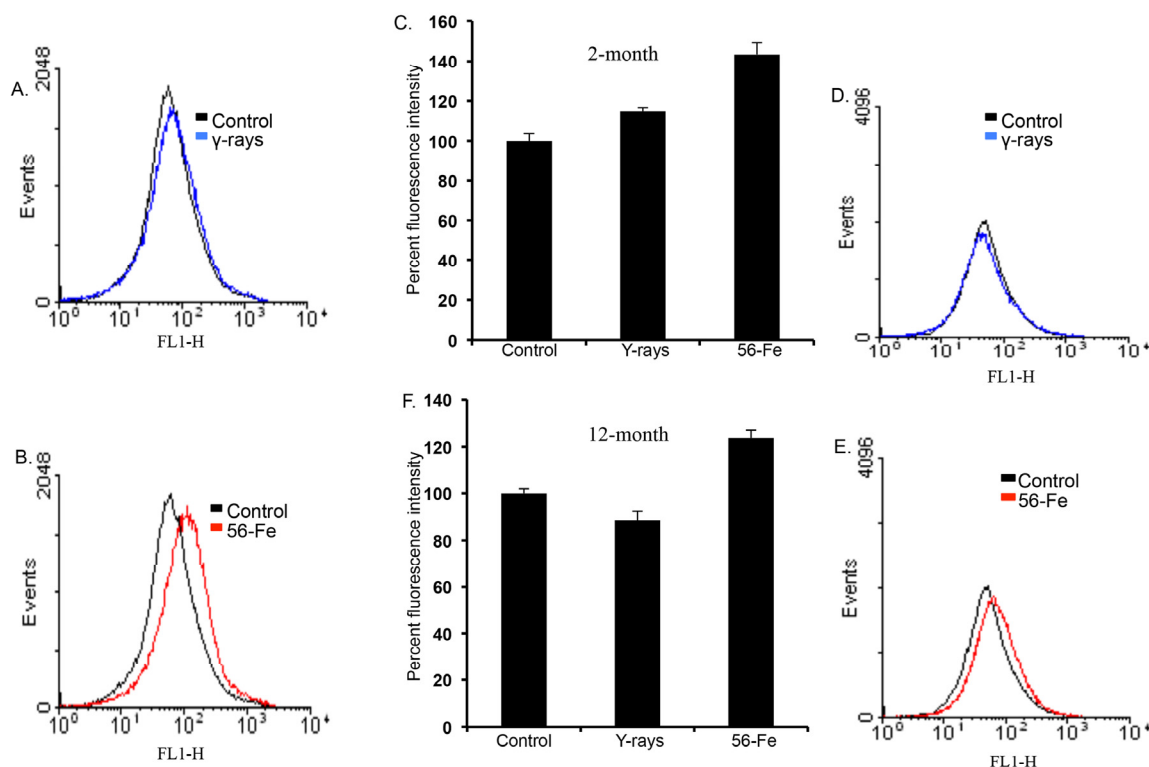 A.
2048
Events
0
Control
γ-rays
10⁰ 10¹ 10² 10³ 10⁴
FL1-H
B.
2048
Events
0
Control
56-Fe
10⁰ 10¹ 10² 10³ 10⁴
FL1-H
C.
2-month
Percent fluorescence intensity
160
140
120
100
80
60
40
20
0
Control Y-rays 56-Fe
D.
4096
Events
0
Control
γ-rays
10⁰ 10¹ 10² 10³ 10⁴
FL1-H
F.
12-month
Percent fluorescence intensity
140
120
100
80
60
40
20
0
Control Y-rays 56-Fe
E.
4096
Events
0
Control
56-Fe
10⁰ 10¹ 10² 10³ 10⁴
FL1-H